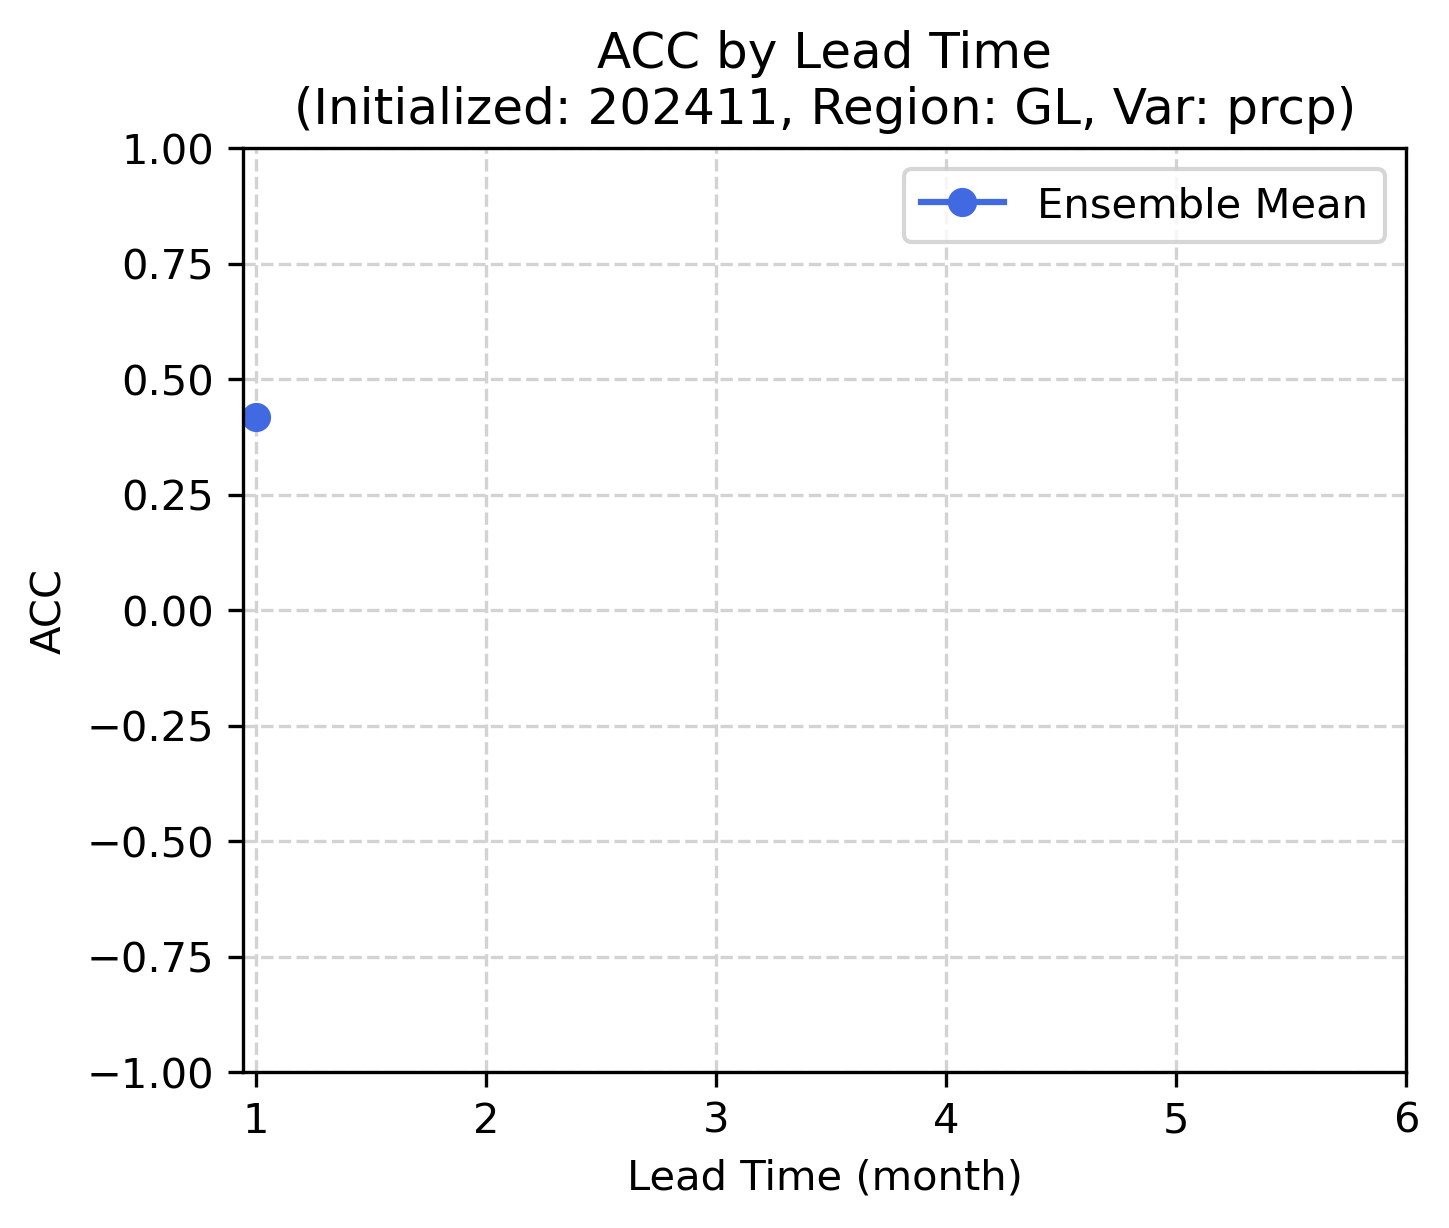 ACC by Lead Time
(Initialized: 202411, Region: GL, Var: prcp)
Ensemble Mean
1.00
0.75
0.50
0.25
0.00
−0.25
−0.50
−0.75
−1.00
ACC
1 2 3 4 5 6
Lead Time (month)